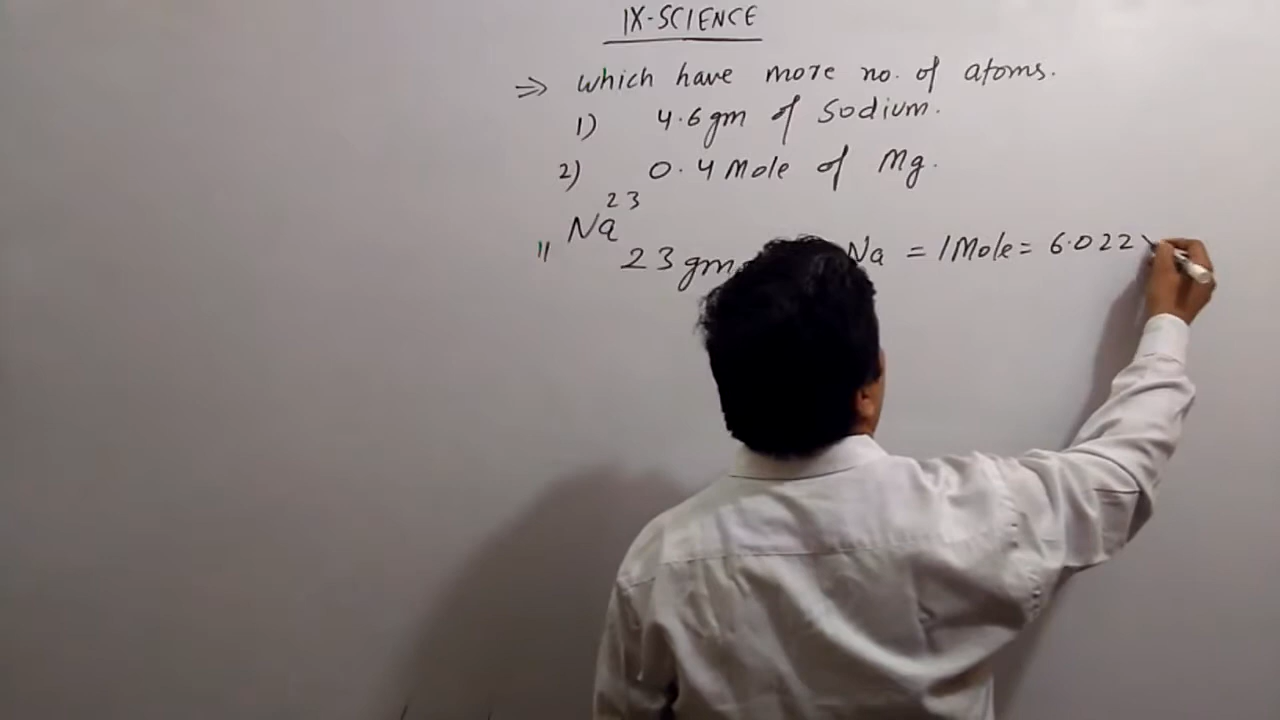 IX-SCIENCE
⇒ which have more no. of atoms.
1) 4.6 gm of Sodium.
2) 0.4 Mole of Mg.
Na 23
1) 23 gm Na = 1 Mole = 6.022 ×